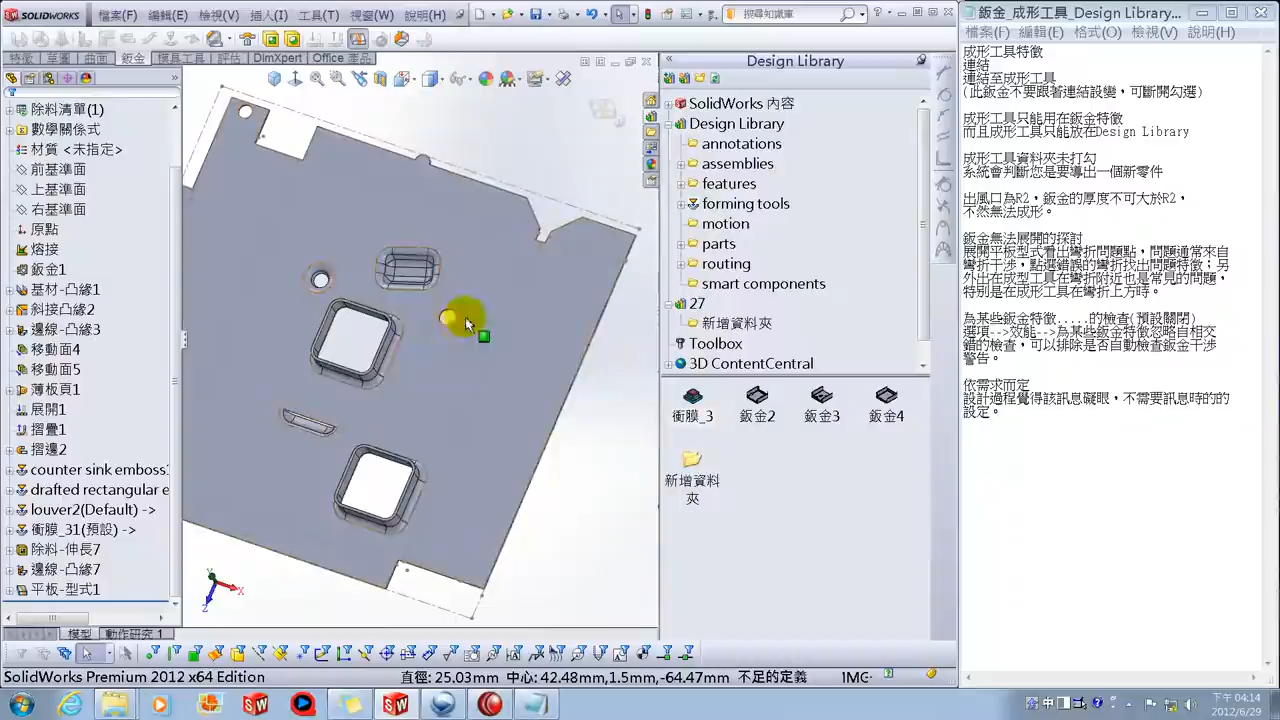 SOLIDWORKS
檔案(F) 編輯(E) 檢視(V) 插入(I) 工具(T) 視窗(W) 說明(H)
搜尋知識庫
特徵 草圖 曲面 鈑金 模具工具 評估 DimXpert Office 產品
除料清單(1)
數學關係式
材質 <未指定>
前基準面
上基準面
右基準面
原點
熔接
鈑金1
基材-凸緣1
斜接凸緣2
邊線-凸緣3
移動面4
移動面5
薄板頁1
展開1
摺疊1
摺邊2
counter sink emboss1
drafted rectangular e
louver2(Default) ->
衝膜_31(預設) ->
除料-伸長7
邊線-凸緣7
平板-型式1
模型 動作研究 1
Y
X
Z
Design Library
SolidWorks 內容
Design Library
annotations
assemblies
features
forming tools
motion
parts
routing
smart components
27
新增資料夾
Toolbox
3D ContentCentral
衝膜_3 鈑金2 鈑金3 鈑金4
新增資料
夾
SolidWorks Premium 2012 x64 Edition 直徑: 25.03mm 中心: 42.48mm,1.5mm,-64.47mm 不足的定義
鈑金_成形工具_Design Library...
檔案(F) 編輯(E) 格式(O) 檢視(V) 說明(H)
成形工具特徵
連結
連結至成形工具
(此鈑金不要跟著連結設變，可斷開勾選)
成形工具只能用在鈑金特徵
而且成形工具只能放在Design Library
成形工具資料夾未打勾
系統會判斷您是要導出一個新零件
出風口為R2，鈑金的厚度不可大於R2，
不然無法成形。
鈑金無法展開的探討
展開平板型式看出彎折問題點，問題通常來自
彎折干涉，點選錯誤的彎折找出問題特徵；另
外出在成型工具在彎折附近也是常見的問題，
特別是在成形工具在彎折上方時。
為某些鈑金特徵.....的檢查(預設關閉)
選項-->效能-->為某些鈑金特徵忽略自相交
錯的檢查，可以排除是否自動檢查鈑金干涉
警告。
依需求而定
設計過程覺得該訊息礙眼，不需要訊息時的的
設定。
中
下午 04:14
2012/6/29